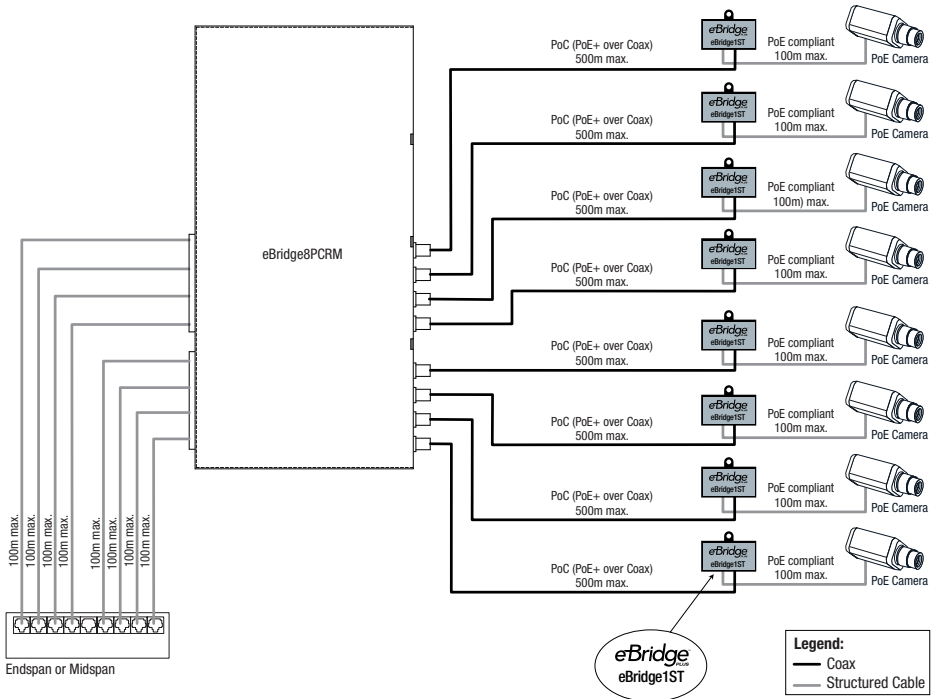 PoC (PoE+ over Coax)
500m max.
eBridge
eBridge1ST
PoE compliant
100m max.
PoE Camera
PoC (PoE+ over Coax)
500m max.
eBridge
eBridge1ST
PoE compliant
100m max.
PoE Camera
PoC (PoE+ over Coax)
500m max.
eBridge
eBridge1ST
PoE compliant
100m) max.
PoE Camera
PoC (PoE+ over Coax)
500m max.
eBridge
eBridge1ST
PoE compliant
100m max.
PoE Camera
PoC (PoE+ over Coax)
500m max.
eBridge
eBridge1ST
PoE compliant
100m max.
PoE Camera
PoC (PoE+ over Coax)
500m max.
eBridge
eBridge1ST
PoE compliant
100m max.
PoE Camera
PoC (PoE+ over Coax)
500m max.
eBridge
eBridge1ST
PoE compliant
100m max.
PoE Camera
PoC (PoE+ over Coax)
500m max.
eBridge
eBridge1ST
PoE compliant
100m max.
PoE Camera
eBridge8PCRM
100m max.
100m max.
100m max.
100m max.
100m max.
100m max.
100m max.
100m max.
Endspan or Midspan
eBridge
PLUS
eBridge1ST
Legend:
Coax
Structured Cable